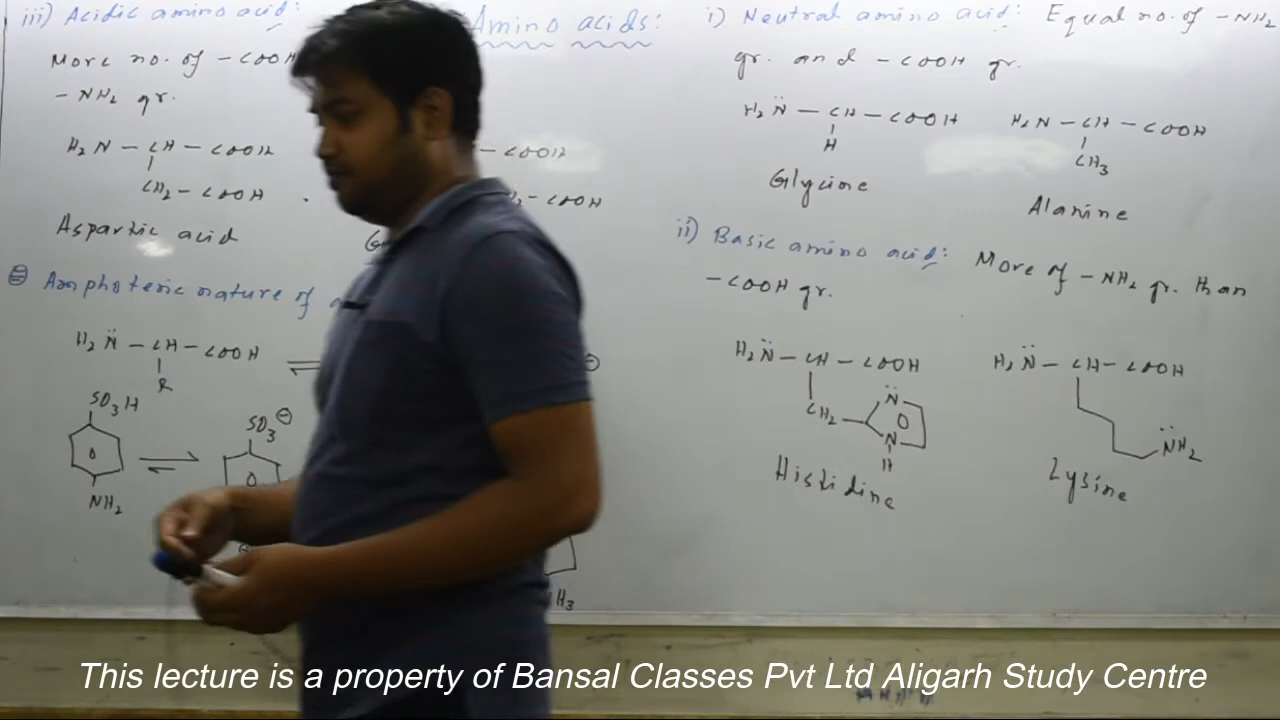 iii) Acidic amino acid:
More no. of -COOH
-NH2 gr.
H2N - CH - COOH
CH2 - COOH
Aspartic acid
- COOH
- COOH
Amphoteric nature of
H2N̈ - CH - COOH
R
SO3H
NH2
SO3⊖
H3
Amino acids:
i) Neutral amino acid: Equal no. of -NH2
gr. and -COOH gr.
H2N̈ - CH - COOH
H
Glycine
H2N - CH - COOH
CH3
Alanine
ii) Basic amino acid: More of -NH2 gr. than
-COOH gr.
H2N̈ - CH - COOH
CH2
N̈
N
H
Histidine
H2N̈ - CH - COOH
N̈H2
Lysine
This lecture is a property of Bansal Classes Pvt Ltd Aligarh Study Centre